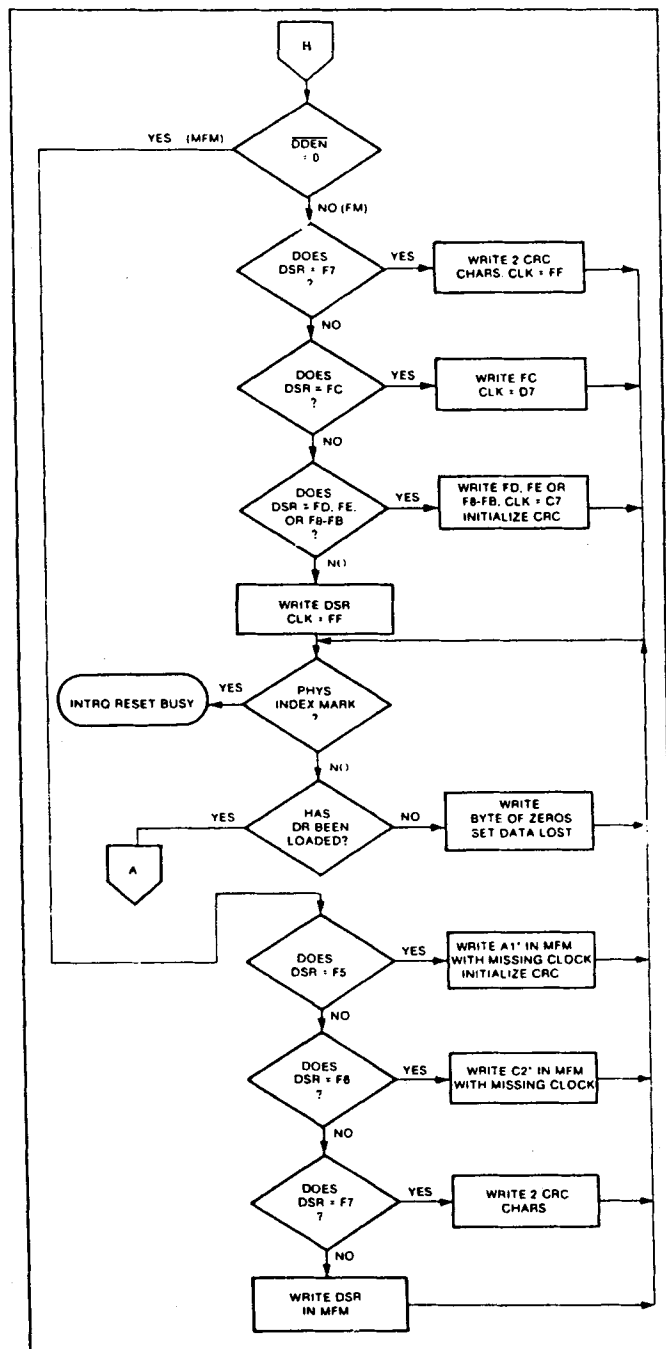 H
YES (MFM)
DDEN
= 0
NO (FM)
DOES
DSR = F7
?
YES
WRITE 2 CRC
CHARS. CLK = FF
NO
DOES
DSR = FC
?
YES
WRITE FC
CLK = D7
NO
DOES
DSR = FD, FE,
OR F8-FB
?
YES
WRITE FD, FE OR
F8-FB, CLK = C7
INITIALIZE CRC
NO
WRITE DSR
CLK = FF
PHYS
INDEX MARK
?
YES
INTRQ RESET BUSY
NO
HAS
DR BEEN
LOADED?
YES
A
NO
WRITE
BYTE OF ZEROS
SET DATA LOST
DOES
DSR = F5
YES
WRITE A1* IN MFM
WITH MISSING CLOCK
INITIALIZE CRC
NO
DOES
DSR = F6
?
YES
WRITE C2* IN MFM
WITH MISSING CLOCK
NO
DOES
DSR = F7
?
YES
WRITE 2 CRC
CHARS
NO
WRITE DSR
IN MFM